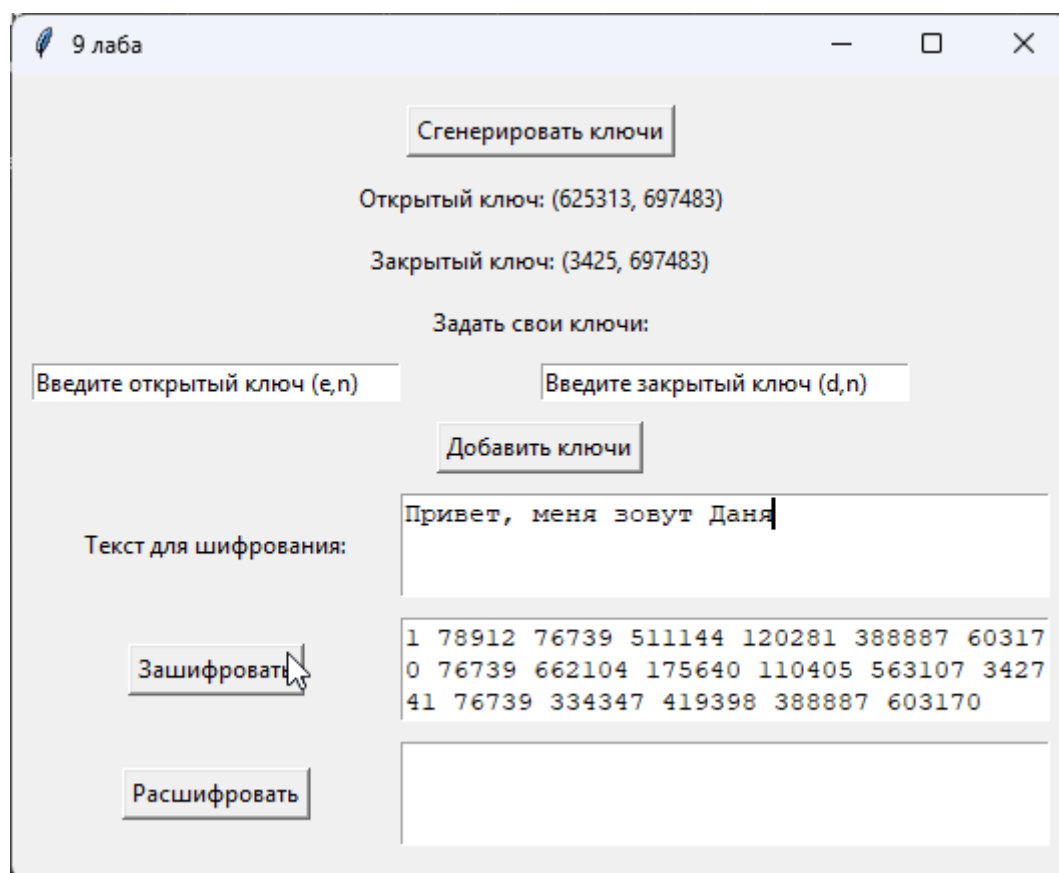 9 лаба
Сгенерировать ключи
Открытый ключ: (625313, 697483)
Закрытый ключ: (3425, 697483)
Задать свои ключи:
Введите открытый ключ (e,n)
Введите закрытый ключ (d,n)
Добавить ключи
Текст для шифрования:
Привет, меня зовут Даня
Зашифровать
1 78912 76739 511144 120281 388887 60317
0 76739 662104 175640 110405 563107 3427
41 76739 334347 419398 388887 603170
Расшифровать